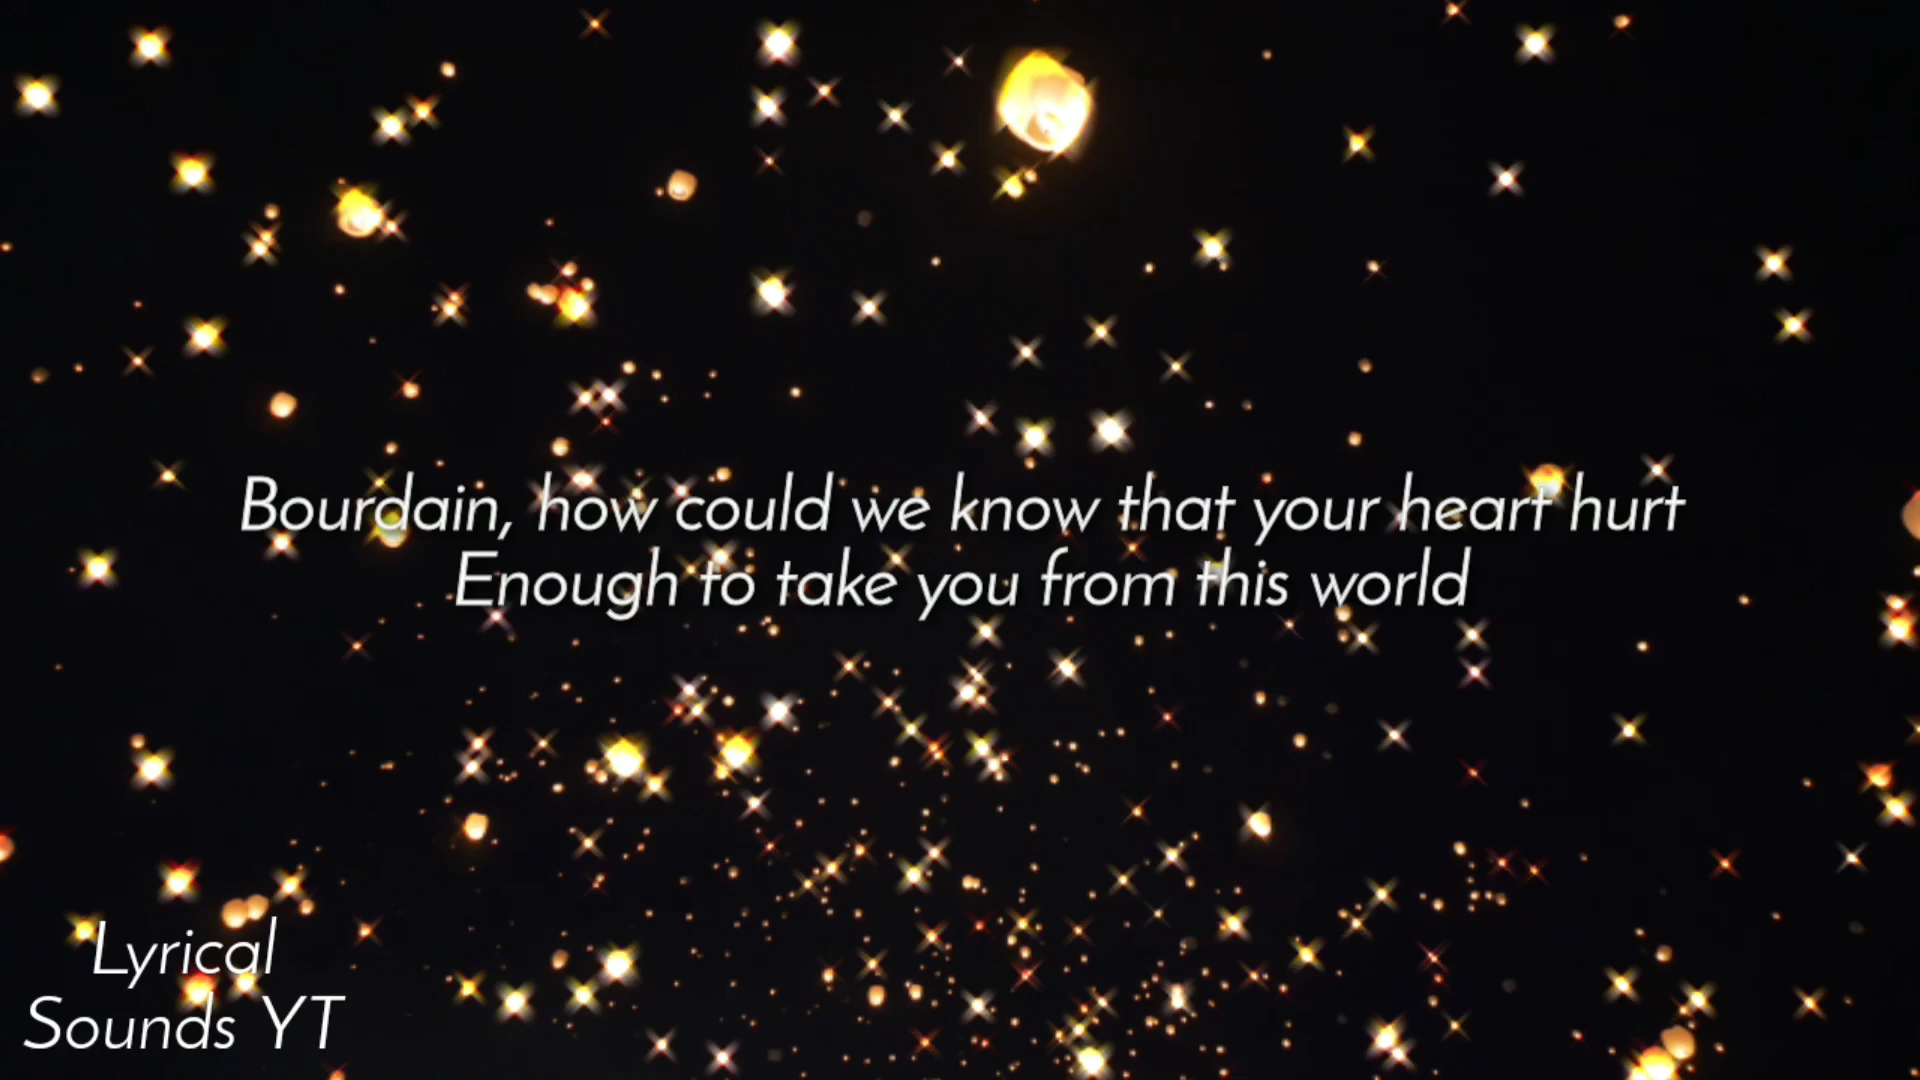 Bourdain, how could we know that your heart hurt
Enough to take you from this world
Lyrical
Sounds YT